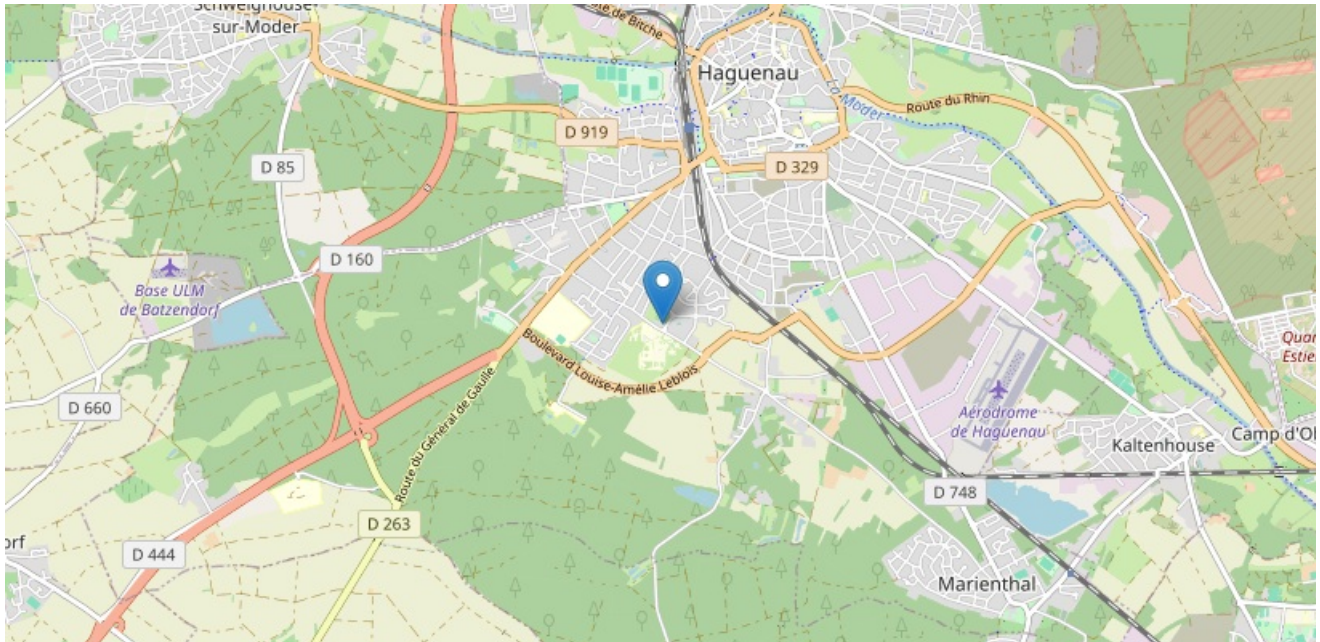 Schweighouse-
sur-Moder
Route de Bitche
Haguenau
La Moder
Route du Rhin
D 919
D 329
D 85
D 160
Base ULM
de Batzendorf
Boulevard Louise-Amélie Leblois
Route du Général de Gaulle
D 660
Aérodrome
de Haguenau
Kaltenhouse
Camp d'Ol
Quar
Estie
D 748
D 263
D 444
orf
Marienthal